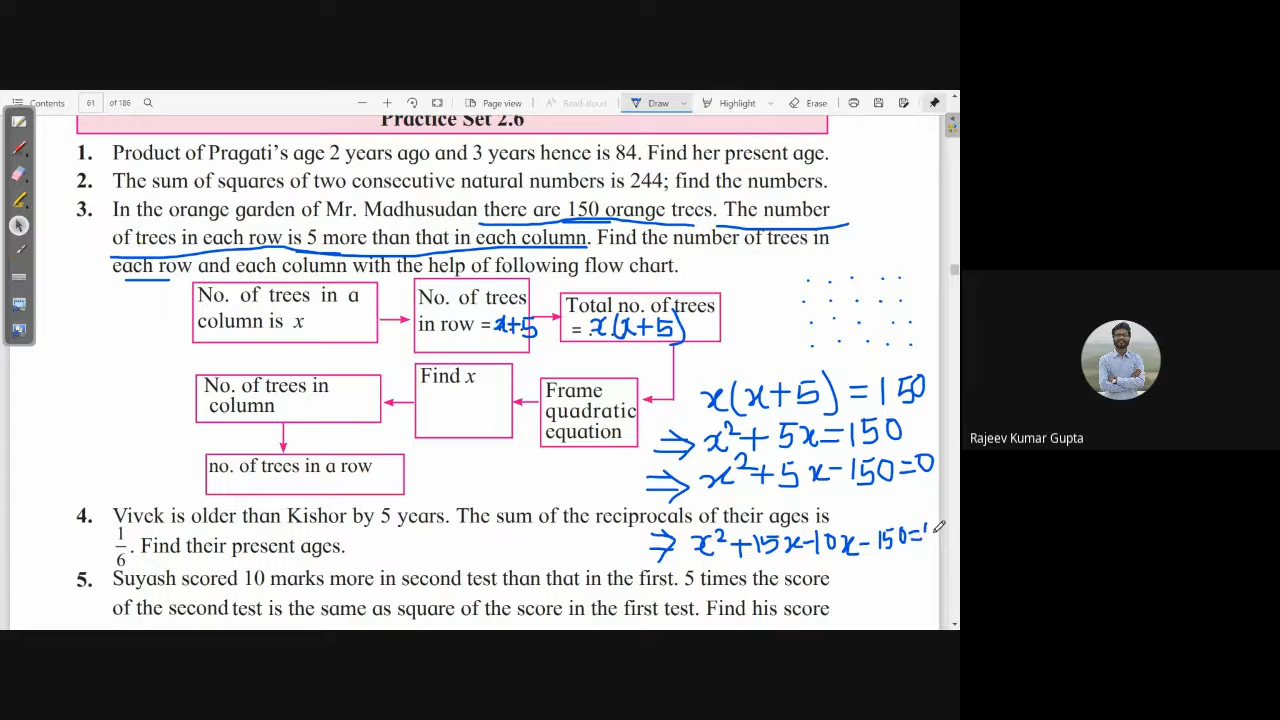 Contents 61 of 186 Page view Read aloud Draw Highlight Erase
Practice Set 2.6
1. Product of Pragati's age 2 years ago and 3 years hence is 84. Find her present age.
2. The sum of squares of two consecutive natural numbers is 244; find the numbers.
3. In the orange garden of Mr. Madhusudan there are 150 orange trees. The number
of trees in each row is 5 more than that in each column. Find the number of trees in
each row and each column with the help of following flow chart.
No. of trees in a
column is x
No. of trees
in row = x+5
Total no. of trees
= x(x+5)
x(x+5) = 150
⇒ x²+ 5x=150
⇒ x²+5x-150=0
Find x
No. of trees in
column
Frame
quadratic
equation
no. of trees in a row
4. Vivek is older than Kishor by 5 years. The sum of the reciprocals of their ages is
1/6. Find their present ages.
⇒ x²+15x-10x-150=
5. Suyash scored 10 marks more in second test than that in the first. 5 times the score
of the second test is the same as square of the score in the first test. Find his score
Rajeev Kumar Gupta